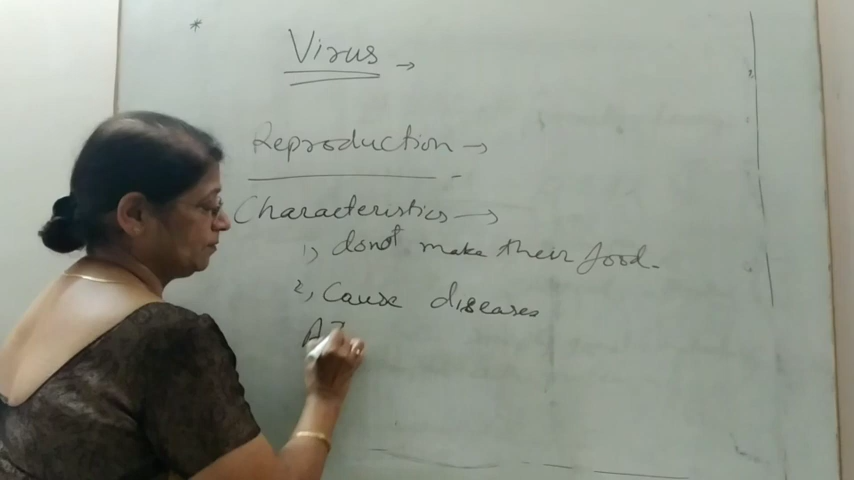 *
Virus →
Reproduction →
Characteristics →
1) donot make their food.
2, Cause diseases